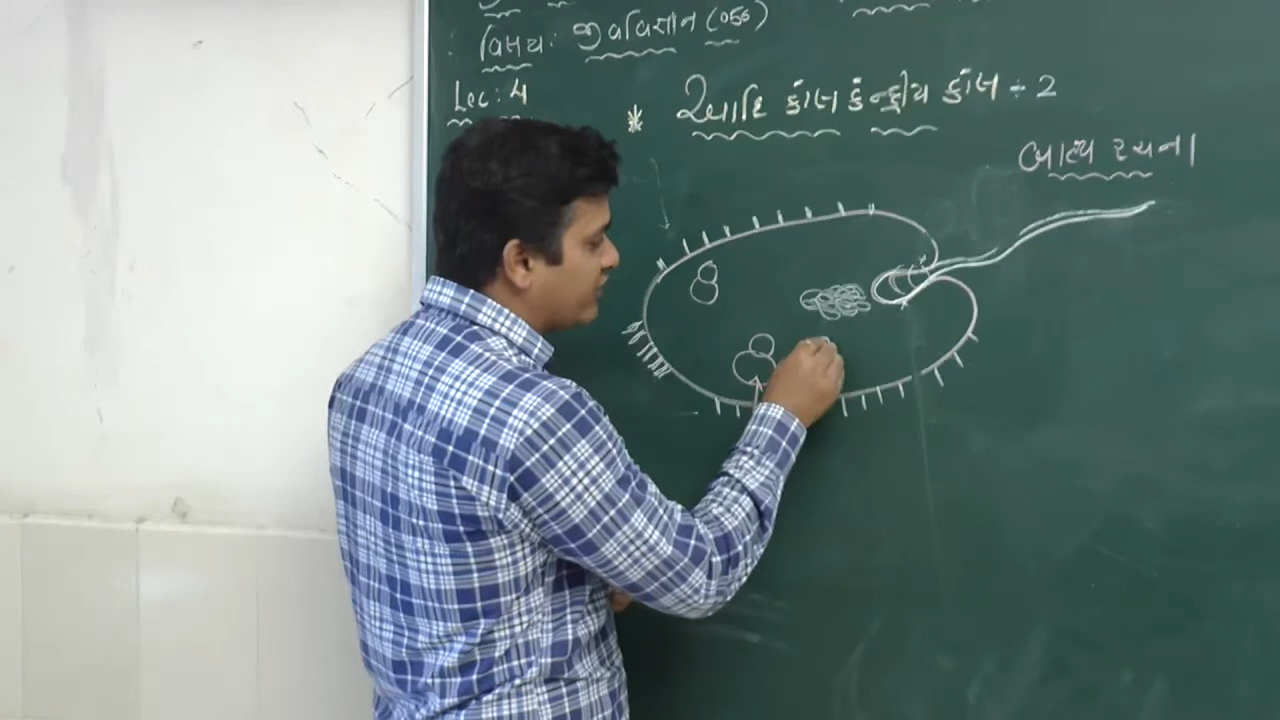 વિષય: જીવવિજ્ઞાન (056)
Lec: 4
* આદિ કોષ કેન્દ્રીય કોષ ÷ 2
બાહ્ય રચના